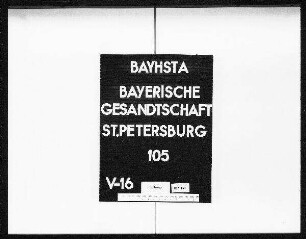 BAYHSTA
BAYERISCHE
GESANDTSCHAFT
ST. PETERSBURG
105
V-16